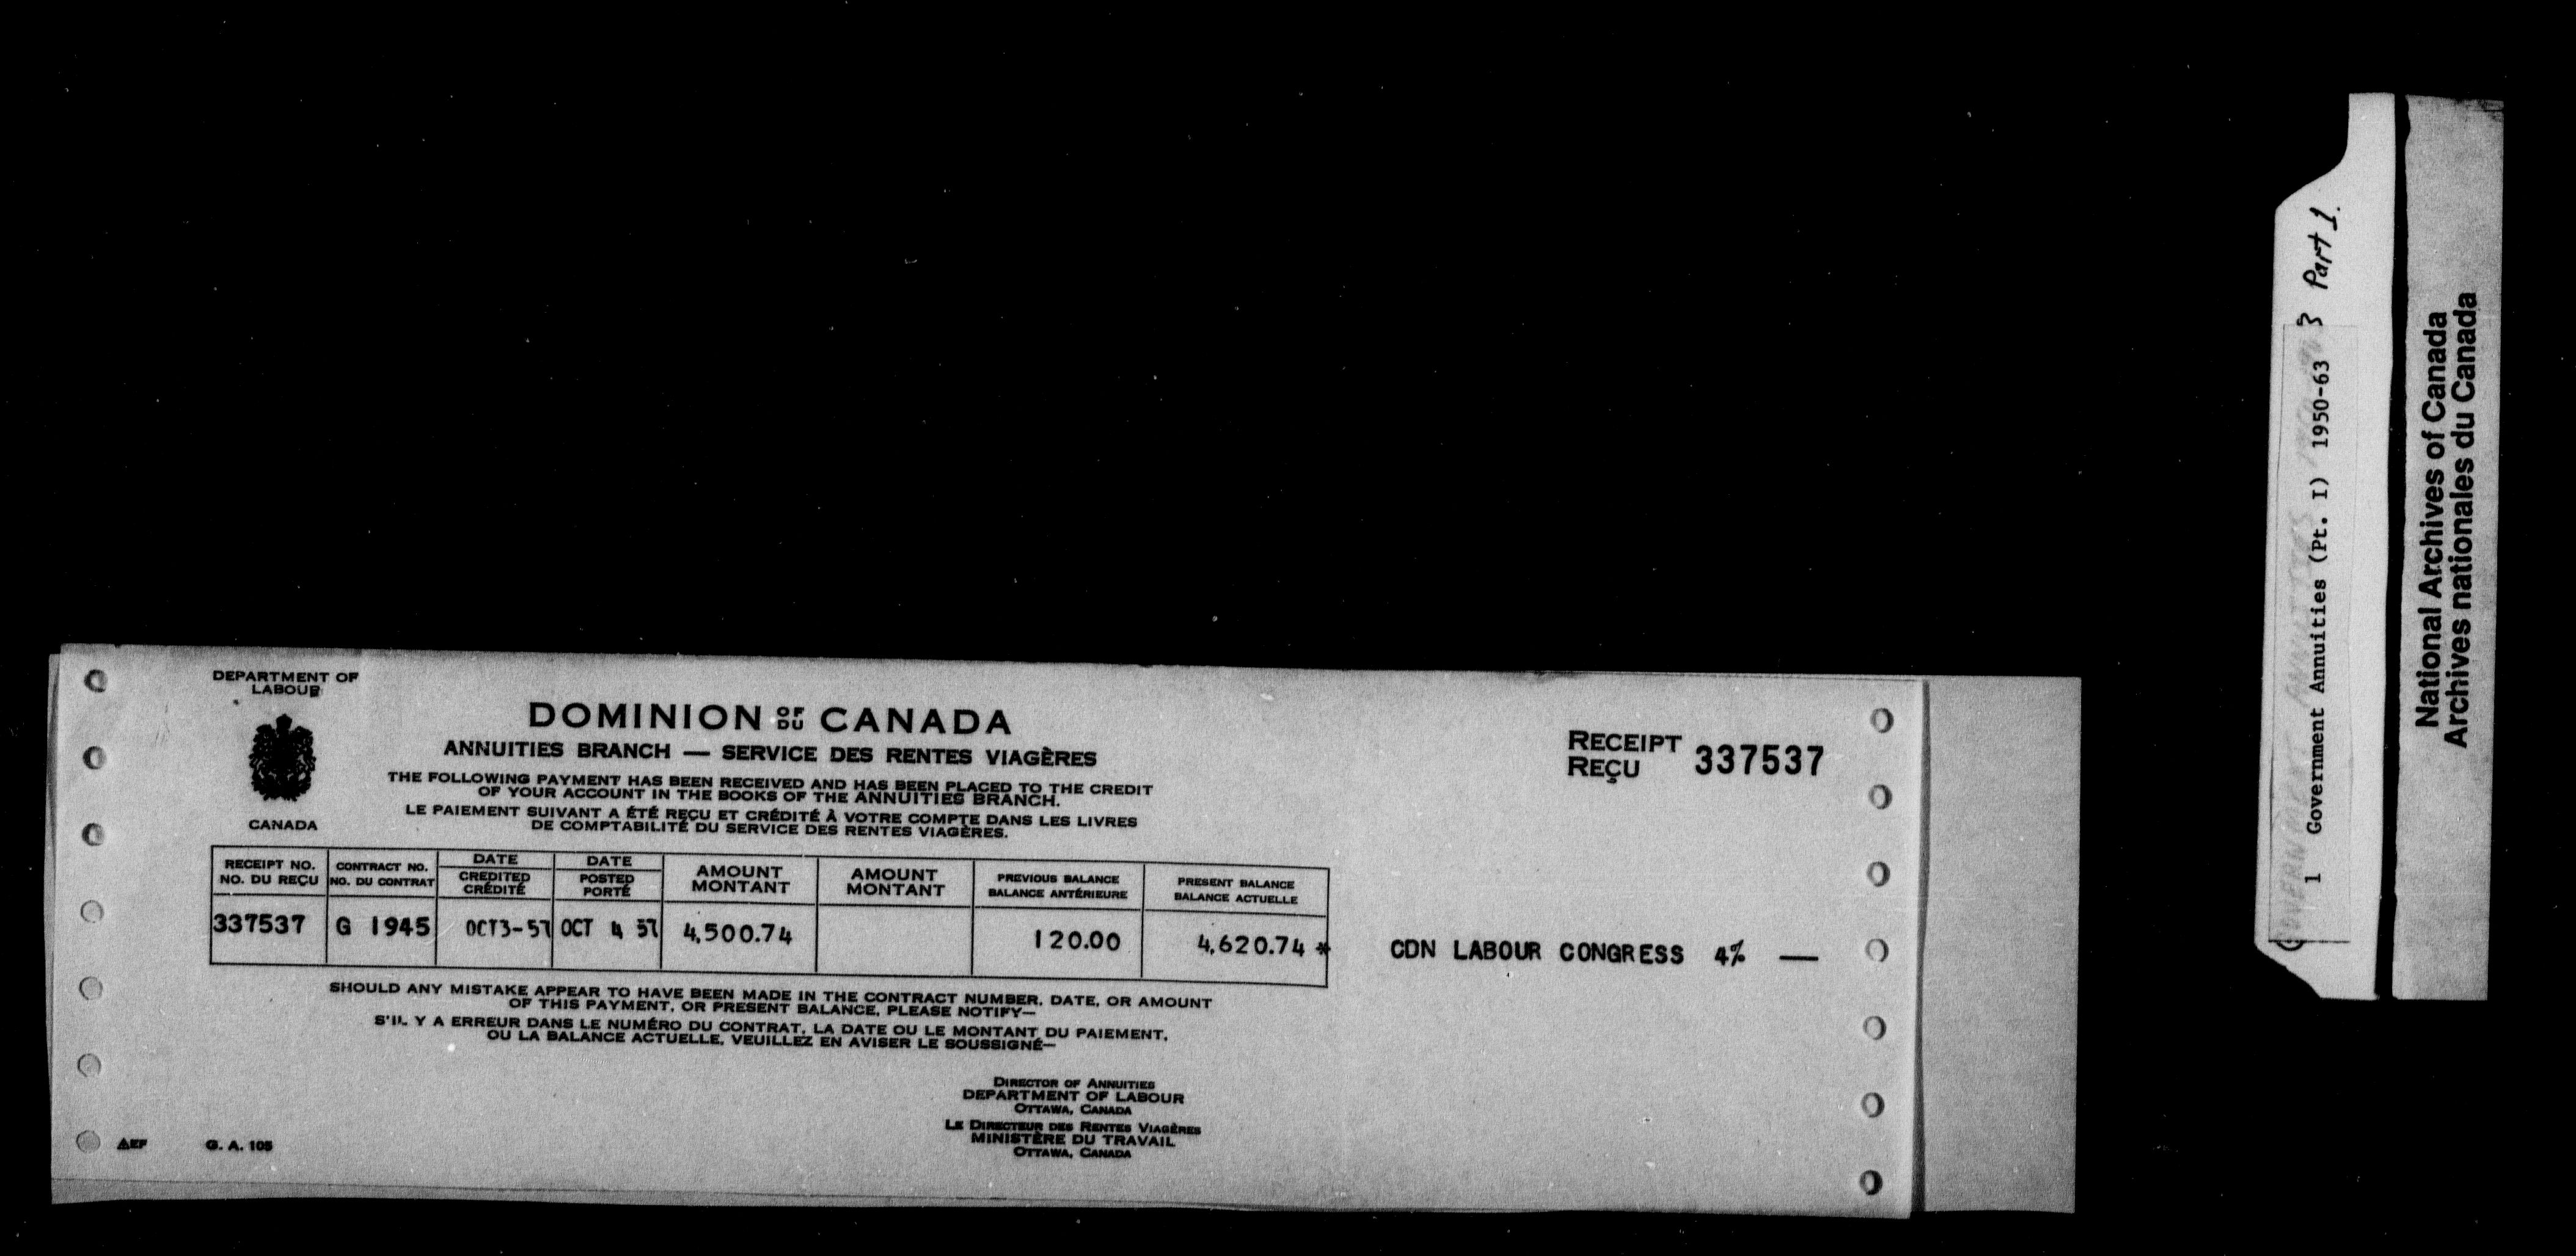 DEPARTMENT OF
LABOUR
CANADA
DOMINION OF DU CANADA
ANNUITIES BRANCH — SERVICE DES RENTES VIAGÈRES
THE FOLLOWING PAYMENT HAS BEEN RECEIVED AND HAS BEEN PLACED TO THE CREDIT
OF YOUR ACCOUNT IN THE BOOKS OF THE ANNUITIES BRANCH.
LE PAIEMENT SUIVANT A ÉTÉ REÇU ET CRÉDITÉ À VOTRE COMPTE DANS LES LIVRES
DE COMPTABILITÉ DU SERVICE DES RENTES VIAGÈRES.
RECEIPT
REÇU 337537
RECEIPT NO. NO. DU REÇU
CONTRACT NO. NO. DU CONTRAT
DATE CREDITED CRÉDITÉ
DATE POSTED PORTÉ
AMOUNT MONTANT
AMOUNT MONTANT
PREVIOUS BALANCE BALANCE ANTÉRIEURE
PRESENT BALANCE BALANCE ACTUELLE
337537 G 1945 OCT3-57 OCT 4 57 4,500.74 120.00 4,620.74 * CDN LABOUR CONGRESS 4% —
SHOULD ANY MISTAKE APPEAR TO HAVE BEEN MADE IN THE CONTRACT NUMBER, DATE, OR AMOUNT
OF THIS PAYMENT, OR PRESENT BALANCE, PLEASE NOTIFY—
S'IL Y A ERREUR DANS LE NUMÉRO DU CONTRAT, LA DATE OU LE MONTANT DU PAIEMENT,
OU LA BALANCE ACTUELLE, VEUILLEZ EN AVISER LE SOUSSIGNÉ—
DIRECTOR OF ANNUITIES
DEPARTMENT OF LABOUR
OTTAWA, CANADA
LE DIRECTEUR DES RENTES VIAGÈRES
MINISTÈRE DU TRAVAIL
OTTAWA, CANADA
AEF G. A. 105
1 Government Annuities (Pt. I) 1950-63 3 Part 1.
National Archives of Canada
Archives nationales du Canada